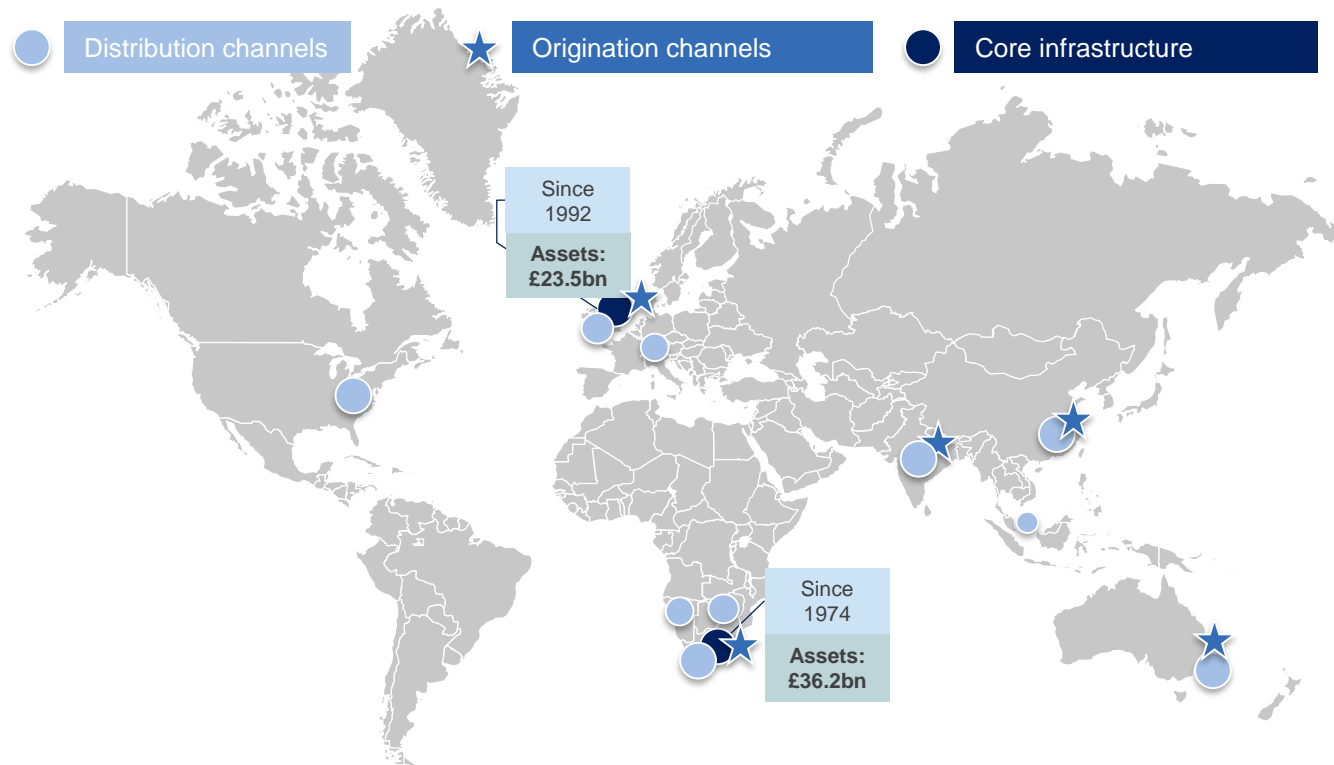 Distribution channels
Origination channels
Core infrastructure
Since
1992
Assets:
£23.5bn
Since
1974
Assets:
£36.2bn